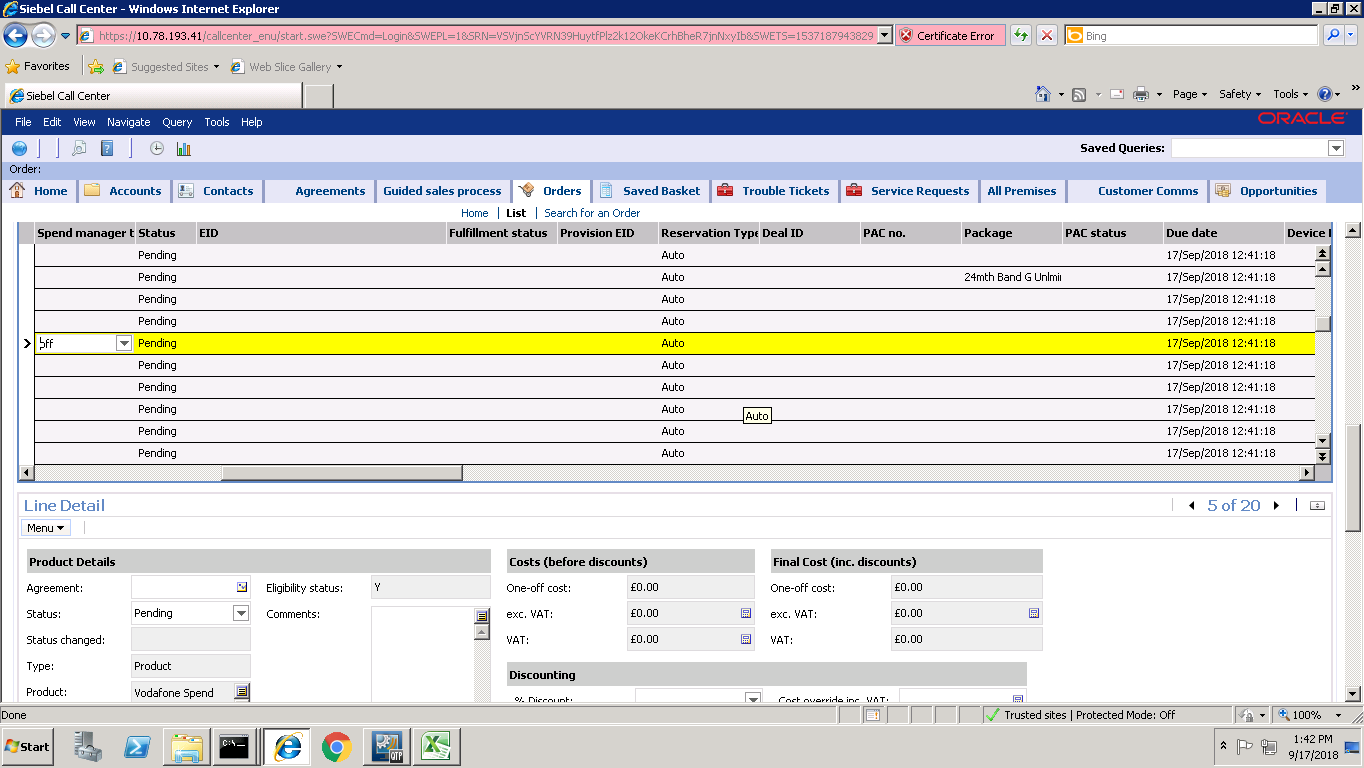 Siebel Call Center - Windows Internet Explorer
https://10.78.193.41/callcenter_enu/start.swe?SWECmd=Login&SWEPL=1&SRN=VSVjnScYVRN39HuytfPlz2k12OkeKCrhBheR7jnNxyIb&SWETS=1537187943829 Certificate Error Bing
Favorites Suggested Sites Web Slice Gallery
Siebel Call Center Page Safety Tools
File Edit View Navigate Query Tools Help ORACLE
Saved Queries:
Order:
Home Accounts Contacts Agreements Guided sales process Orders Saved Basket Trouble Tickets Service Requests All Premises Customer Comms Opportunities
Home List Search for an Order
Spend manager t Status EID Fulfillment status Provision EID Reservation Type Deal ID PAC no. Package PAC status Due date Device I
Pending Auto 17/Sep/2018 12:41:18
Pending Auto 24mth Band G Unlmi 17/Sep/2018 12:41:18
Pending Auto 17/Sep/2018 12:41:18
Pending Auto 17/Sep/2018 12:41:18
off Pending Auto 17/Sep/2018 12:41:18
Pending Auto 17/Sep/2018 12:41:18
Pending Auto 17/Sep/2018 12:41:18
Pending Auto 17/Sep/2018 12:41:18
Auto
Pending Auto 17/Sep/2018 12:41:18
Pending Auto 17/Sep/2018 12:41:18
Line Detail 5 of 20
Menu
Product Details Costs (before discounts) Final Cost (inc. discounts)
Agreement: Eligibility status: Y One-off cost: £0.00 One-off cost: £0.00
Status: Pending Comments: exc. VAT: £0.00 exc. VAT: £0.00
Status changed: VAT: £0.00 VAT: £0.00
Type: Product
Discounting
Product: Vodafone Spend % Discount: Cost override inc. VAT:
Done Trusted sites | Protected Mode: Off 100%
Start C:\ QTP 1:42 PM
9/17/2018